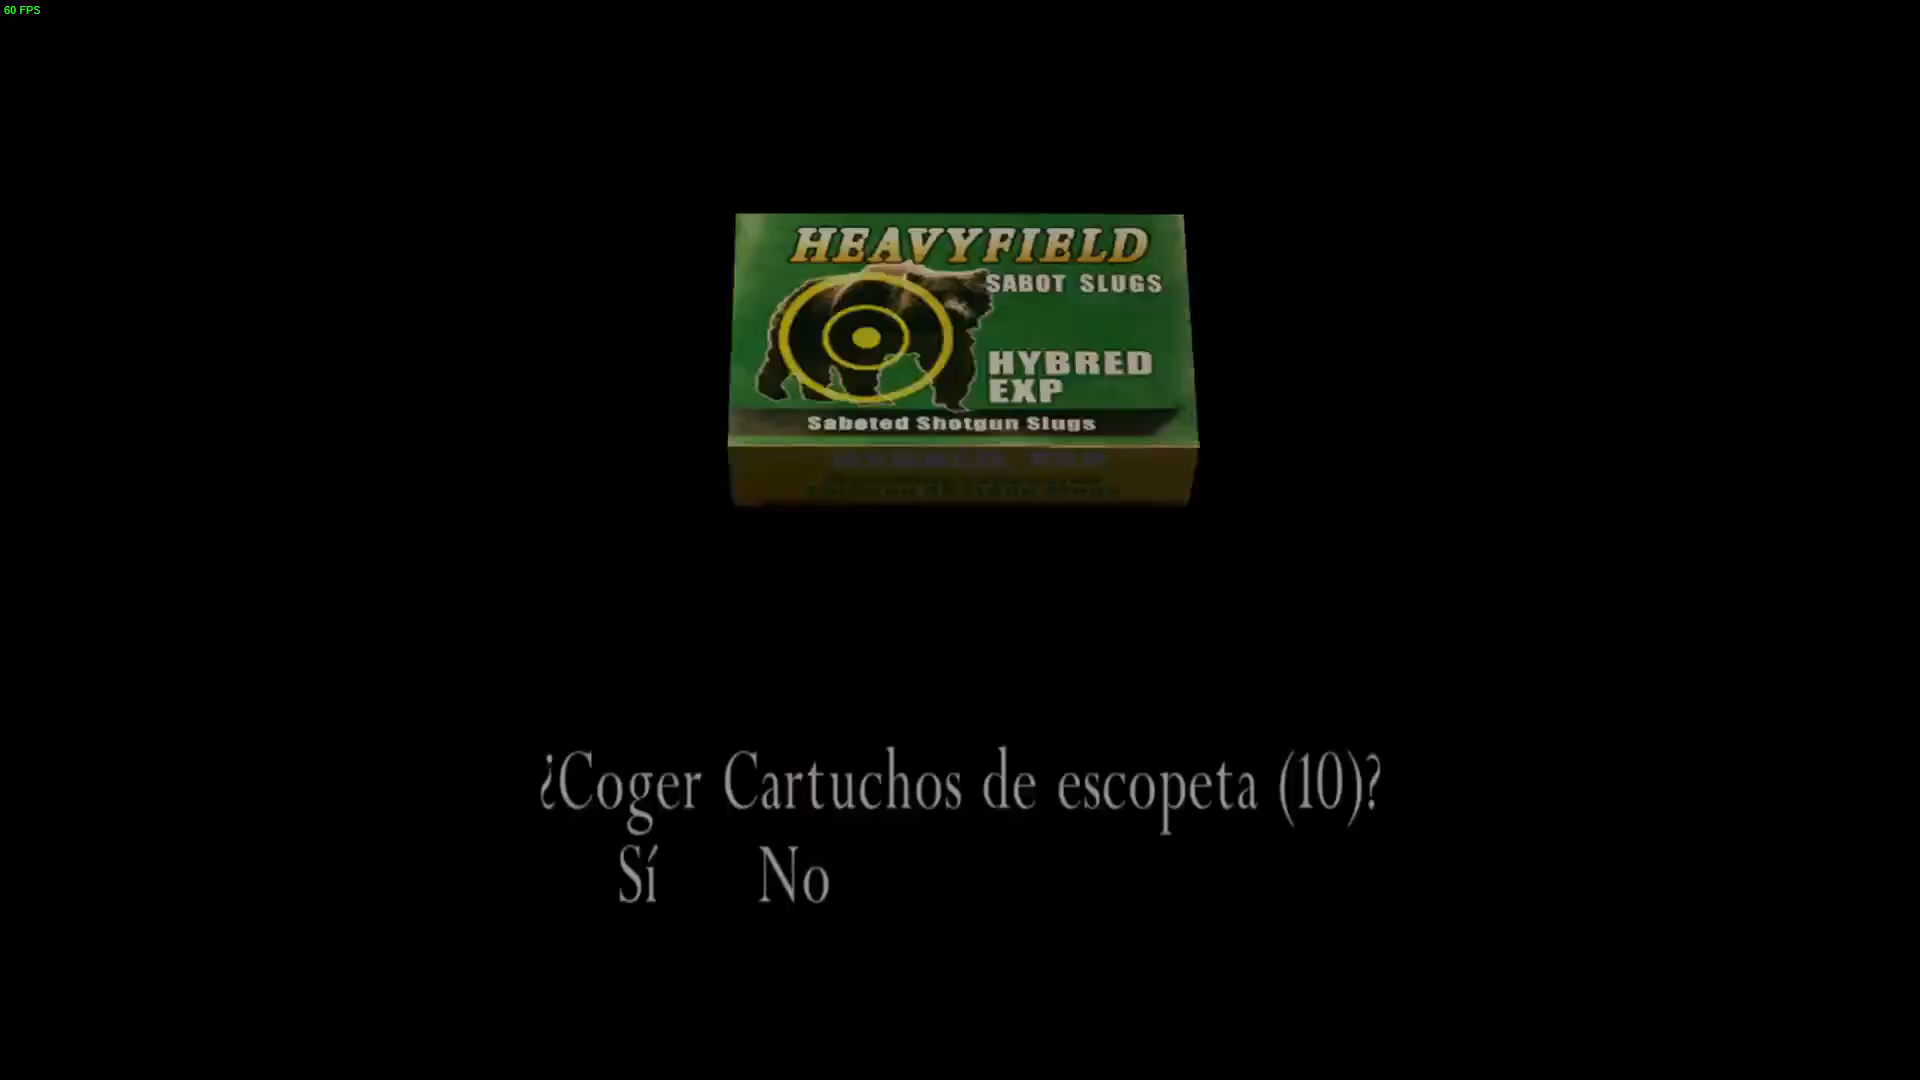 60 FPS
HEAVYFIELD
SABOT SLUGS
HYBRED
EXP
Saboted Shotgun Slugs
¿Coger Cartuchos de escopeta (10)?
Sí No